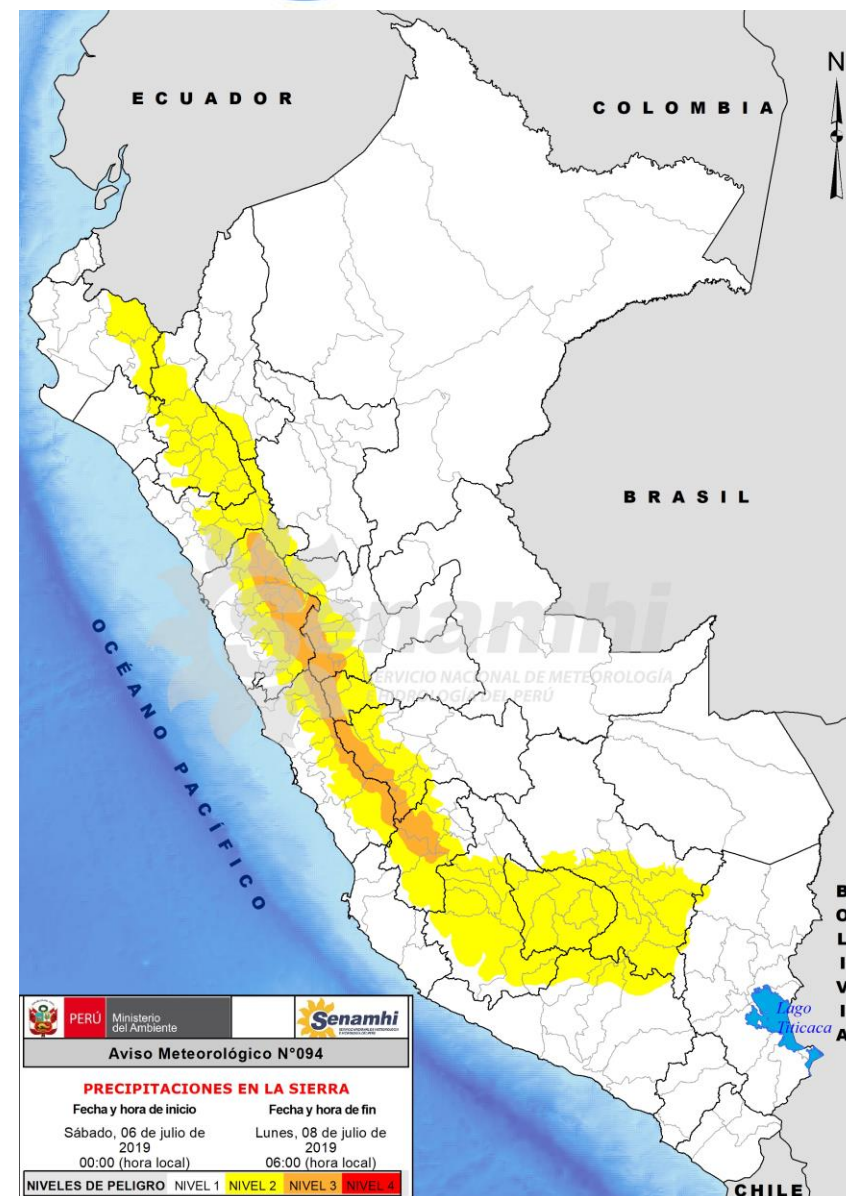 N
ECUADOR
COLOMBIA
BRASIL
OCÉANO PACÍFICO
Senamhi
SERVICIO NACIONAL DE METEOROLOGÍA
E HIDROLOGÍA DEL PERÚ
BOLIVIA
Lago
Titicaca
CHILE
PERÚ
Ministerio
del Ambiente
Senamhi
Aviso Meteorológico N°094
PRECIPITACIONES EN LA SIERRA
Fecha y hora de inicio Fecha y hora de fin
Sábado, 06 de julio de Lunes, 08 de julio de
2019 2019
00:00 (hora local) 06:00 (hora local)
NIVELES DE PELIGRO NIVEL 1 NIVEL 2 NIVEL 3 NIVEL 4